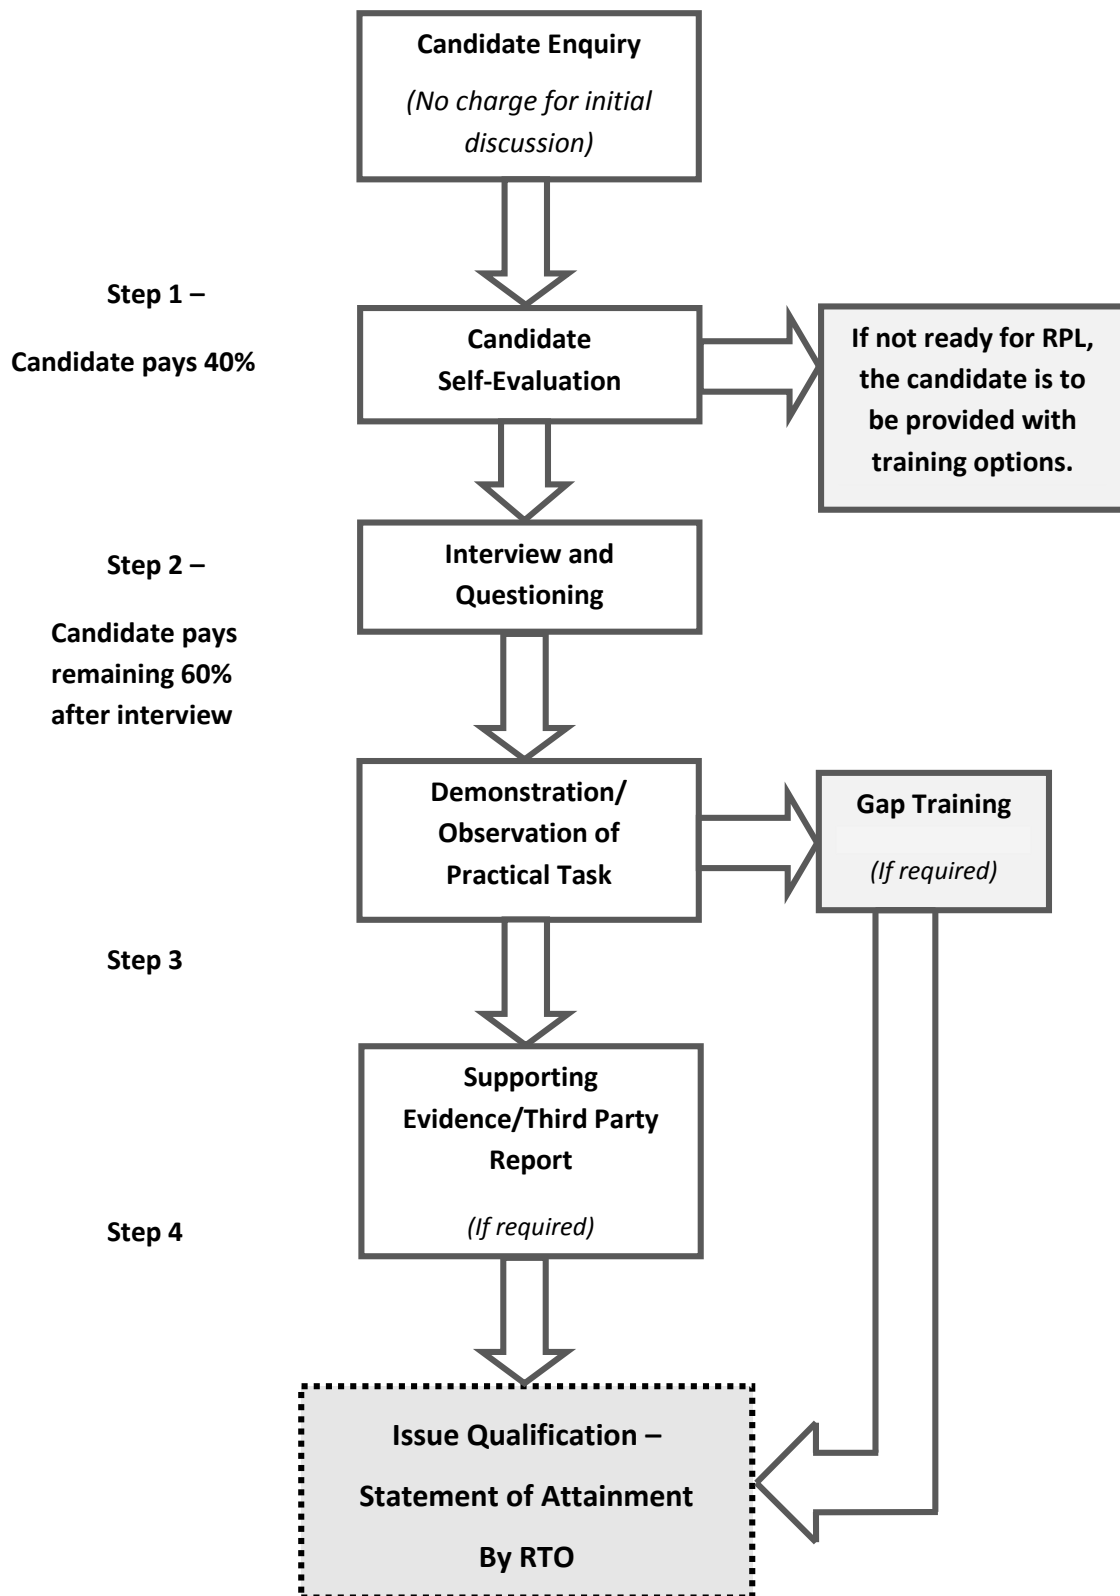 Candidate Enquiry
(No charge for initial
discussion)
Step 1 –
Candidate pays 40%
Candidate
Self-Evaluation
If not ready for RPL,
the candidate is to
be provided with
training options.
Step 2 –
Candidate pays
remaining 60%
after interview
Interview and
Questioning
Demonstration/
Observation of
Practical Task
Gap Training
(If required)
Step 3
Supporting
Evidence/Third Party
Report
(If required)
Step 4
Issue Qualification –
Statement of Attainment
By RTO